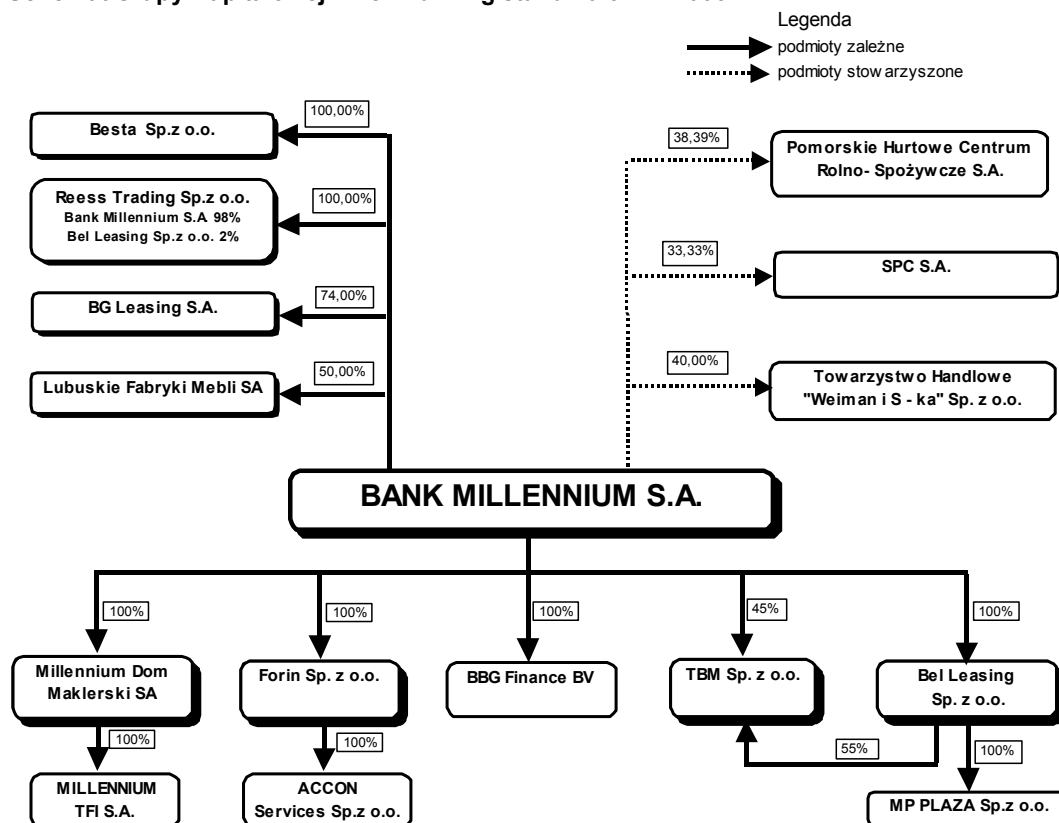 Legenda
podmioty zależne
podmioty stowarzyszone
100,00%
Besta Sp.z o.o.
38,39%
Pomorskie Hurtowe Centrum
Rolno- Spożywcze S.A.
100,00%
Reess Trading Sp.z o.o.
Bank Millennium S.A. 98%
Bel Leasing Sp.z o.o. 2%
33,33%
SPC S.A.
74,00%
BG Leasing S.A.
50,00%
Lubuskie Fabryki Mebli SA
40,00%
Towarzystwo Handlowe
"Weiman i S - ka" Sp. z o.o.
BANK MILLENNIUM S.A.
100%
100%
100%
45%
100%
Millennium Dom
Maklerski SA
Forin Sp. z o.o.
BBG Finance BV
TBM Sp. z o.o.
Bel Leasing
Sp. z o.o.
100%
100%
55%
100%
MILLENNIUM
TFI S.A.
ACCON
Services Sp.z o.o.
MP PLAZA Sp.z o.o.